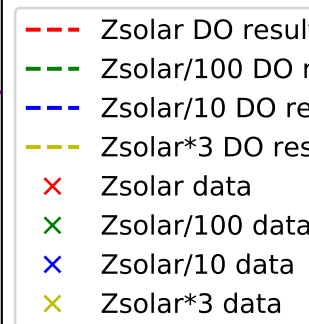 Zsolar DO
Zsolar/100 DO
Zsolar/10 DO
Zsolar*3 DO
Zsolar data
Zsolar/100 data
Zsolar/10 data
Zsolar*3 data